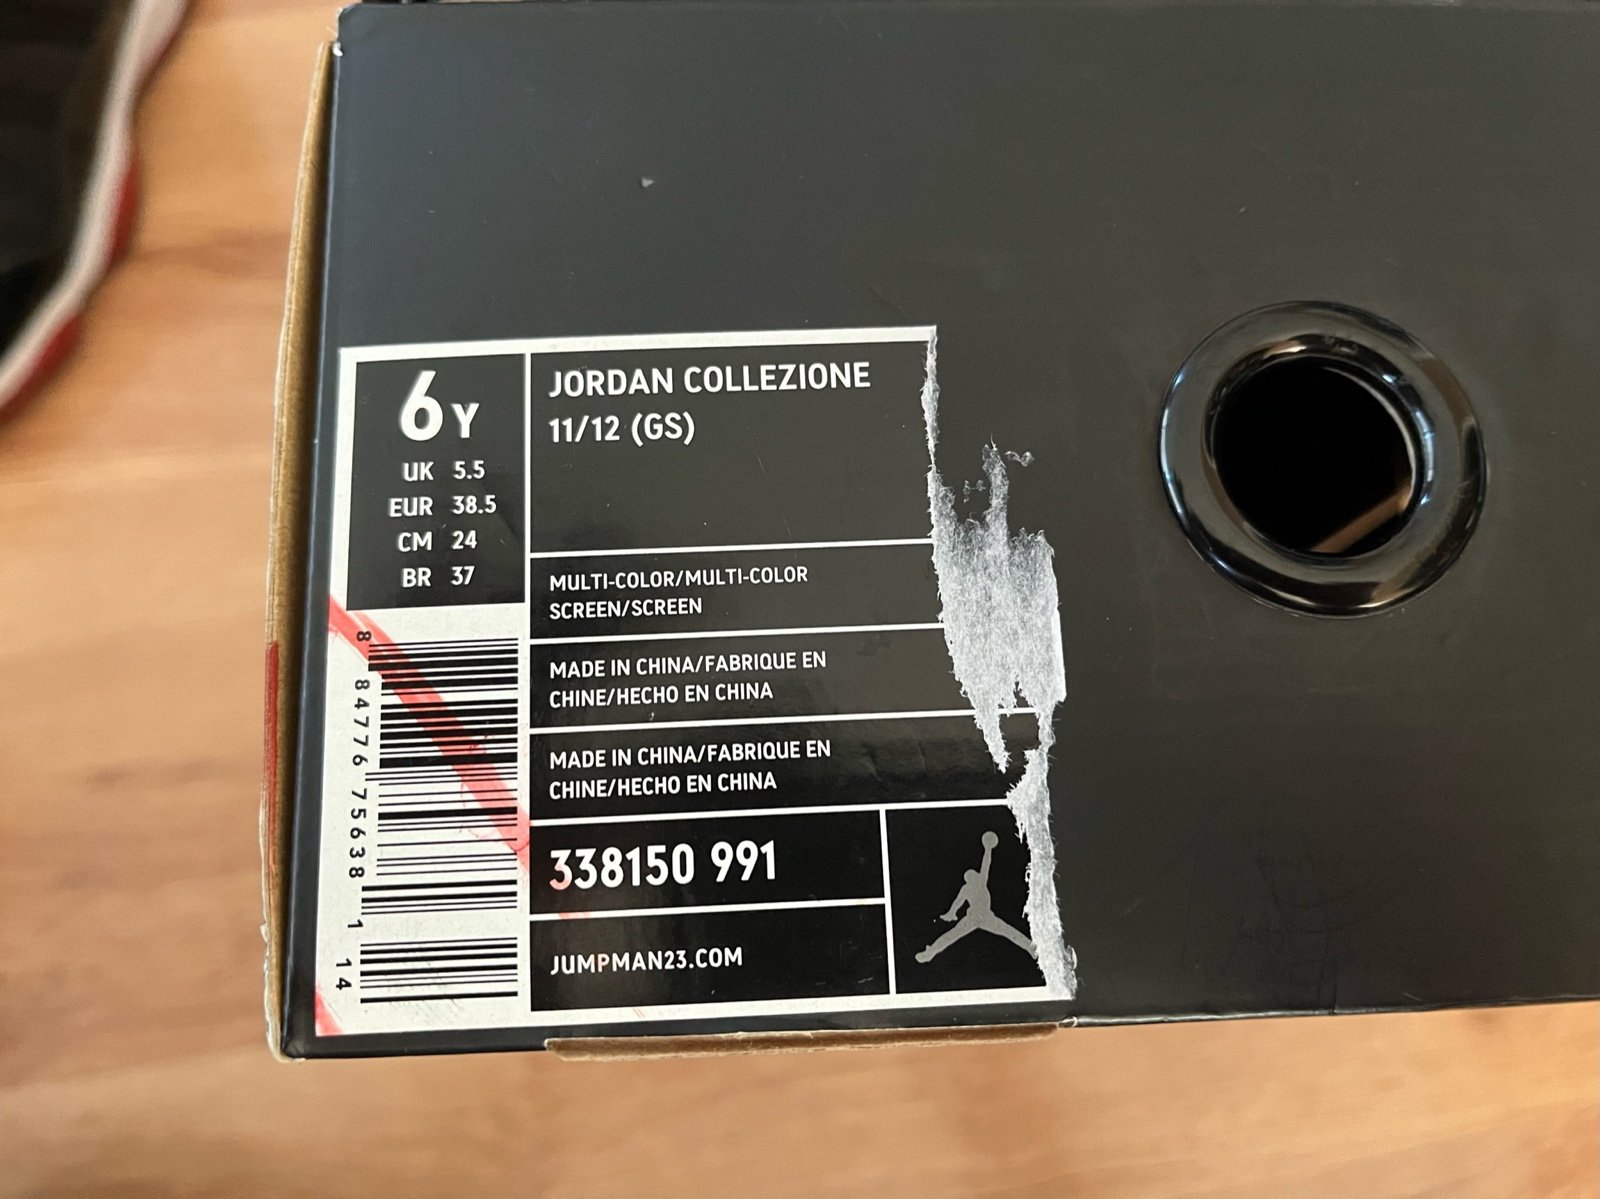 6 Y
UK 5.5
EUR 38.5
CM 24
BR 37
JORDAN COLLEZIONE
11/12 (GS)
MULTI-COLOR/MULTI-COLOR
SCREEN/SCREEN
MADE IN CHINA/FABRIQUE EN
CHINE/HECHO EN CHINA
MADE IN CHINA/FABRIQUE EN
CHINE/HECHO EN CHINA
338150 991
JUMPMAN23.COM
8 84776 75638 1 14